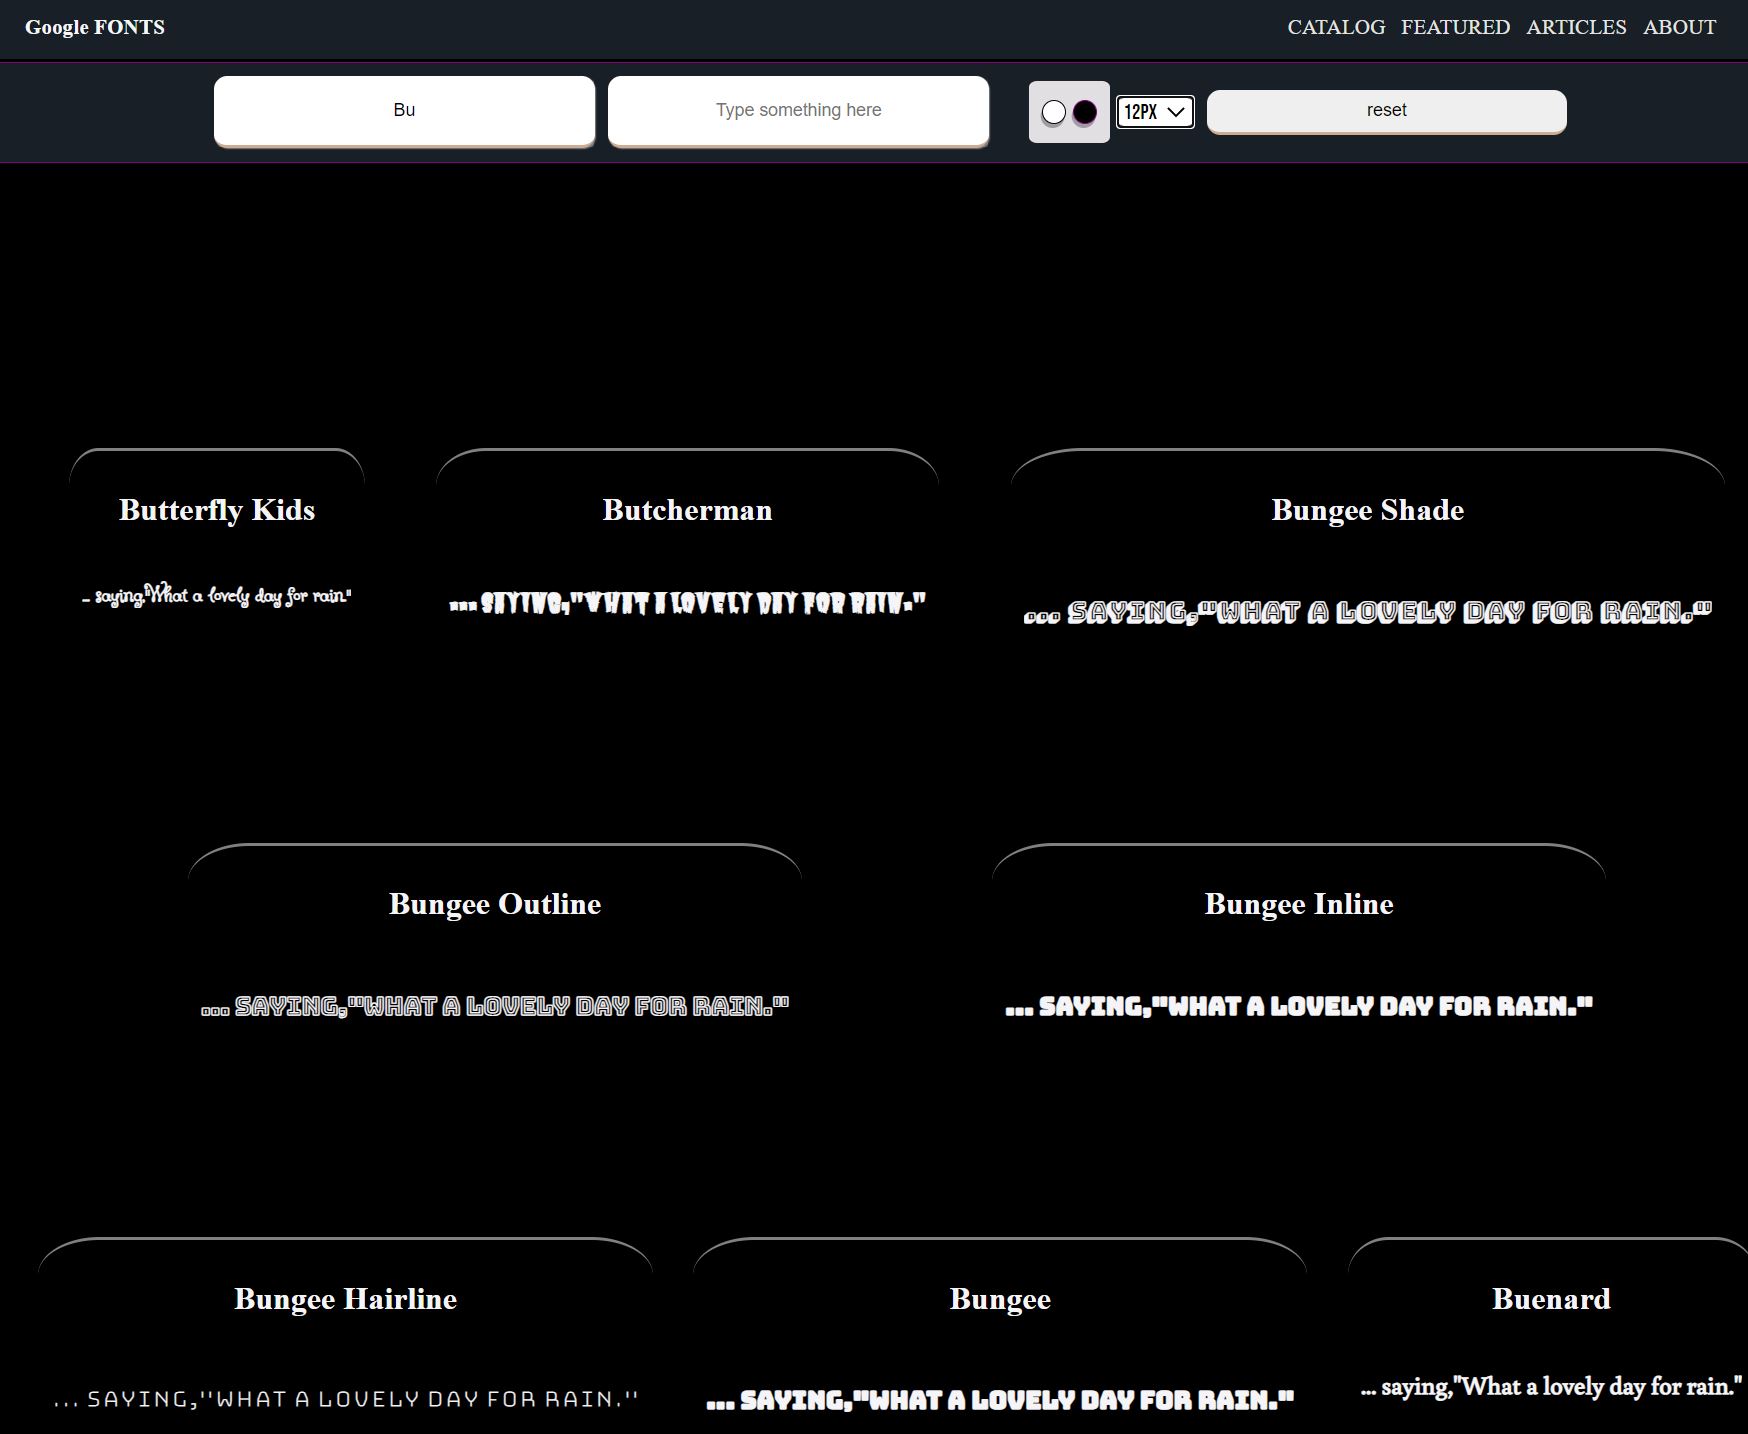 Google FONTS
CATALOG FEATURED ARTICLES ABOUT
Bu
Type something here
12PX
reset
Butterfly Kids
... saying,"What a lovely day for rain."
Butcherman
... SAYING,"WHAT A LOVELY DAY FOR RAIN."
Bungee Shade
... SAYING,"WHAT A LOVELY DAY FOR RAIN."
Bungee Outline
... SAYING,"WHAT A LOVELY DAY FOR RAIN."
Bungee Inline
... SAYING,"WHAT A LOVELY DAY FOR RAIN."
Bungee Hairline
... SAYING,"WHAT A LOVELY DAY FOR RAIN."
Bungee
... SAYING,"WHAT A LOVELY DAY FOR RAIN."
Buenard
... saying,"What a lovely day for rain."